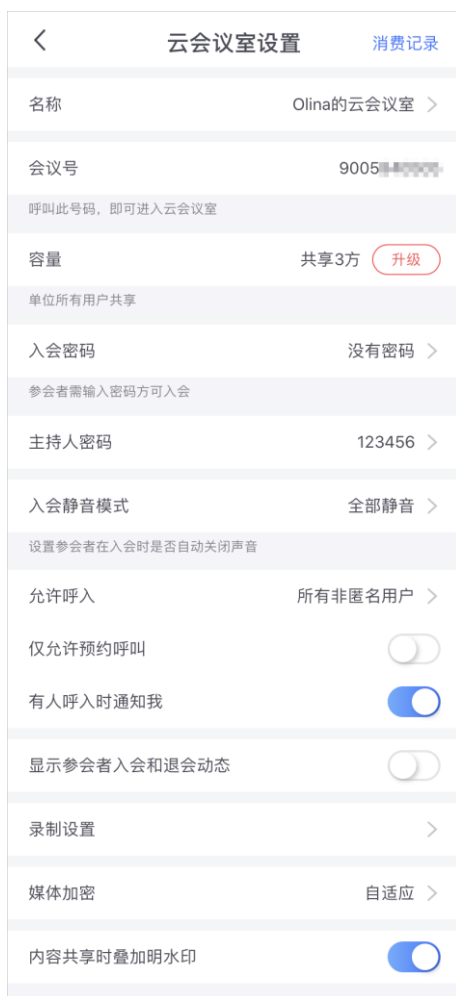 云会议室设置
消费记录
名称
Olina的云会议室
会议号
9005
呼叫此号码，即可进入云会议室
容量
共享3方
升级
单位所有用户共享
入会密码
没有密码
参会者需输入密码方可入会
主持人密码
123456
入会静音模式
全部静音
设置参会者在入会时是否自动关闭声音
允许呼入
所有非匿名用户
仅允许预约呼叫
有人呼入时通知我
显示参会者入会和退会动态
录制设置
媒体加密
自适应
内容共享时叠加明水印